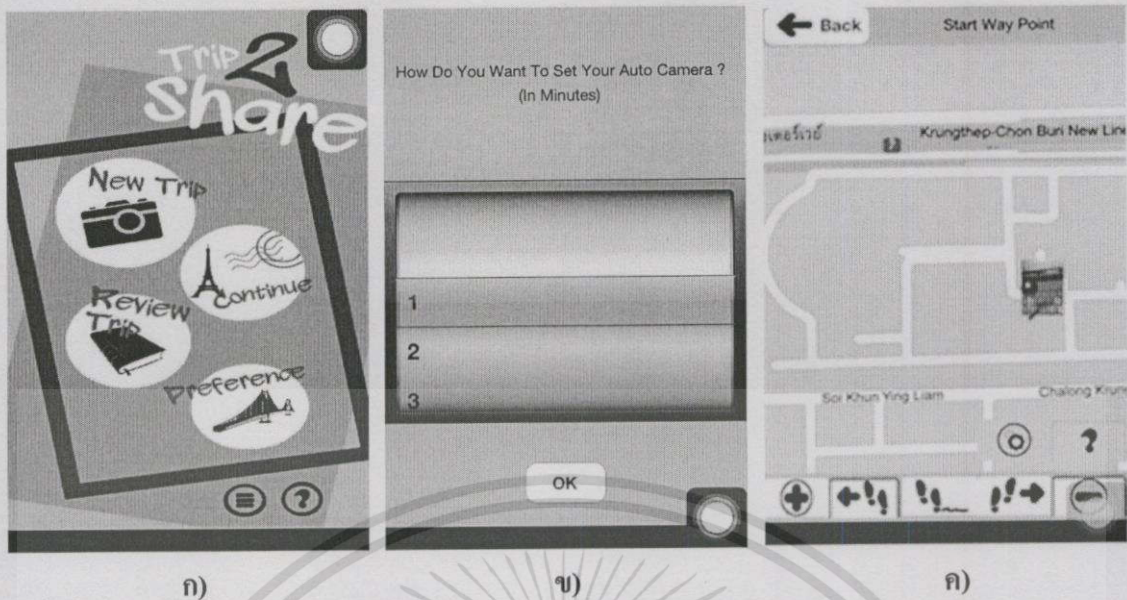 Trip 2
Share
New Trip
Continue
Review
Trip
Preference
?
How Do You Want To Set Your Auto Camera ?
(In Minutes)
1
2
3
OK
Back
Start Way Point
Krungthep-Chon Buri New Line
Soi Khun Ying Liam
Chalong Krung
?
ก)
ข)
ค)